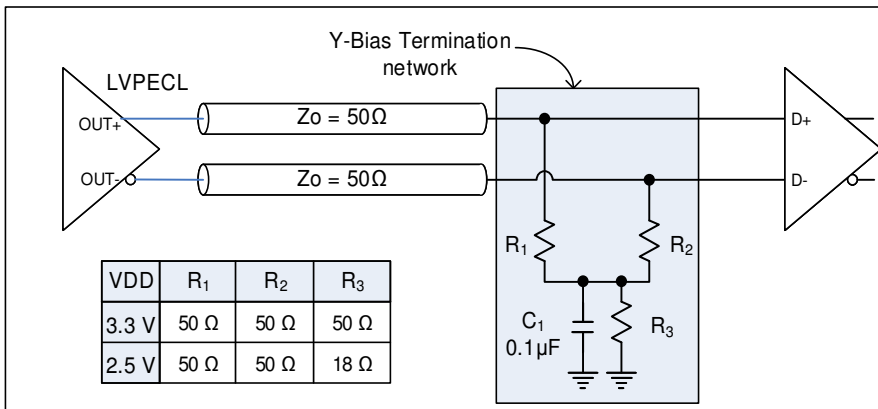 Y-Bias Termination
network
LVPECL
OUT+
Zo = 50Ω
D+
OUT-
Zo = 50Ω
D-
R1
R2
C1
0.1µF
R3
VDD R1 R2 R3
3.3 V 50 Ω 50 Ω 50 Ω
2.5 V 50 Ω 50 Ω 18 Ω